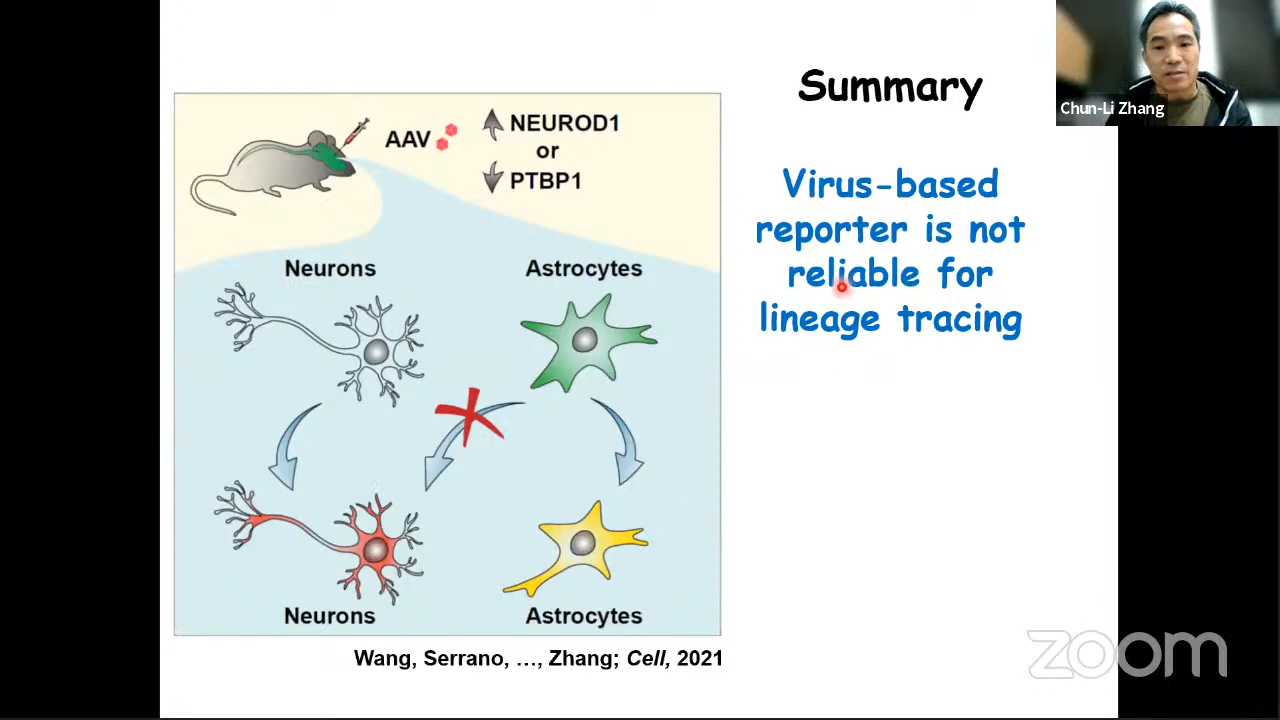 Summary
Chun-Li Zhang
AAV
NEUROD1
or
PTBP1
Virus-based
reporter is not
reliable for
lineage tracing
Neurons
Astrocytes
Neurons
Astrocytes
Wang, Serrano, ..., Zhang; Cell, 2021
zoom